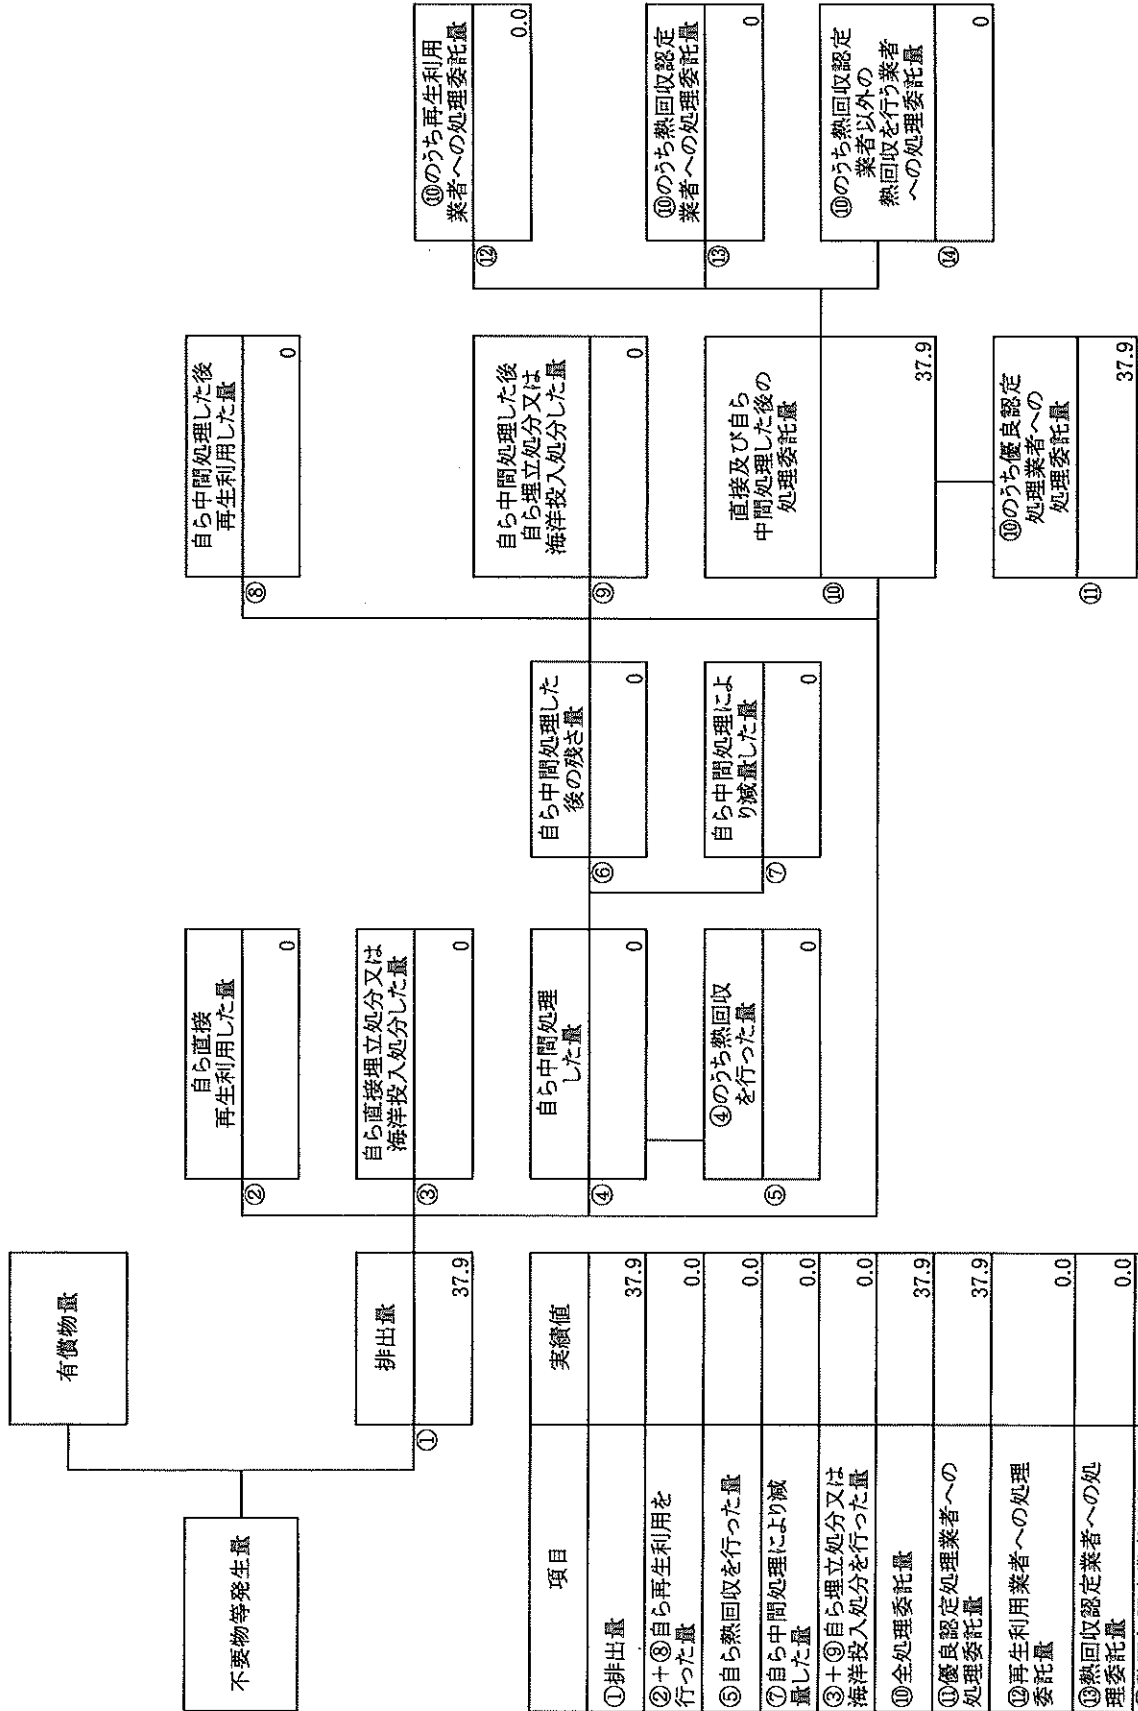 不要物等発生量
有償物量
排出量
①
37.9
自ら直接
再生利用した量
②
0
自ら直接埋立処分又は
海洋投入処分した量
③
0
自ら中間処理
した量
④
0
④のうち熱回収
を行った量
⑤
0
自ら中間処理した
後の残さ量
⑥
0
自ら中間処理によ
り減量した量
⑦
0
自ら中間処理した後
再生利用した量
⑧
0
自ら中間処理した後
自ら埋立処分又は
海洋投入処分した量
⑨
0
直接及び自ら
中間処理した後の
処理委託量
⑩
37.9
⑩のうち優良認定
処理業者への
処理委託量
⑪
37.9
⑩のうち再生利用
業者への処理委託量
⑫
0.0
⑩のうち熱回収認定
業者への処理委託量
⑬
0
⑩のうち熱回収認定
業者以外の
熱回収を行う業者
への処理委託量
⑭
0
項目 実績値
①排出量 37.9
②+⑧自ら再生利用を
行った量 0.0
⑤自ら熱回収を行った量 0.0
⑦自ら中間処理により減
量した量 0.0
③+⑨自ら埋立処分又は
海洋投入処分を行った量 0.0
⑩全処理委託量 37.9
⑪優良認定処理業者への
処理委託量 37.9
⑫再生利用業者への処理
委託量 0.0
⑬熱回収認定業者への処
理委託量 0.0